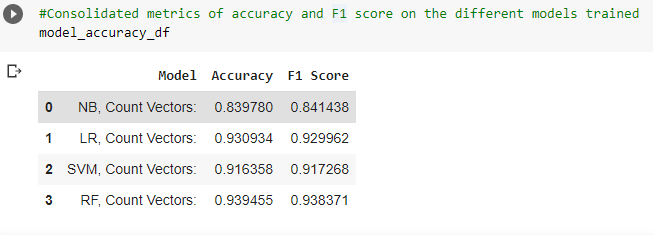 #Consolidated metrics of accuracy and F1 score on the different models trained
model_accuracy_df
Model Accuracy F1 Score
0 NB, Count Vectors: 0.839780 0.841438
1 LR, Count Vectors: 0.930934 0.929962
2 SVM, Count Vectors: 0.916358 0.917268
3 RF, Count Vectors: 0.939455 0.938371